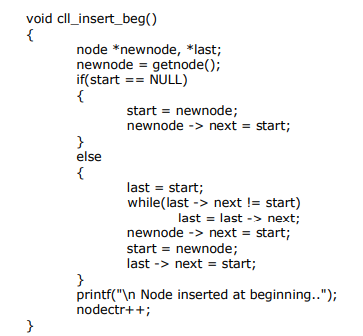 void cll_insert_beg()
{
node *newnode, *last;
newnode = getnode();
if(start == NULL)
{
start = newnode;
newnode -> next = start;
}
else
{
last = start;
while(last -> next != start)
last = last -> next;
newnode -> next = start;
start = newnode;
last -> next = start;
}
printf("\n Node inserted at beginning..");
nodectr++;
}